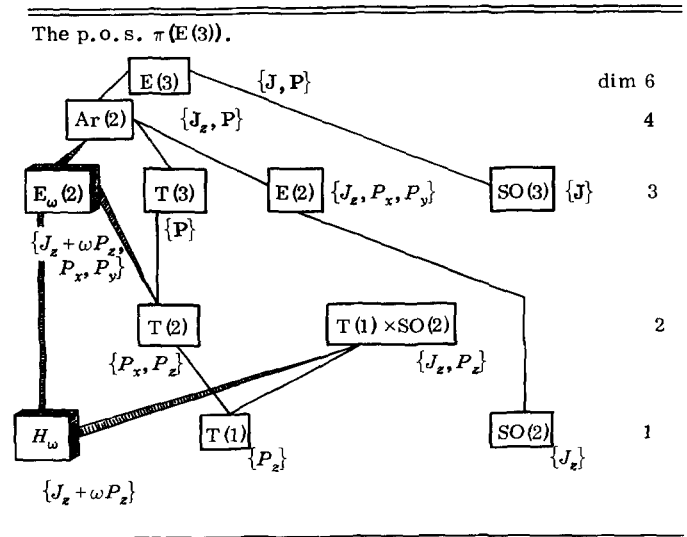 The p.o.s. π(E(3)).
E(3) {J, P} dim 6
Ar(2) {J_z, P} 4
E_ω(2) T(3) E(2) {J_z, P_x, P_y} SO(3) {J} 3
{P}
{J_z + ωP_z,
P_x, P_y}
T(2) T(1) ×SO(2) 2
{P_x, P_z} {J_z, P_z}
H_ω T(1) SO(2) 1
{P_z} {J_z}
{J_z + ωP_z}